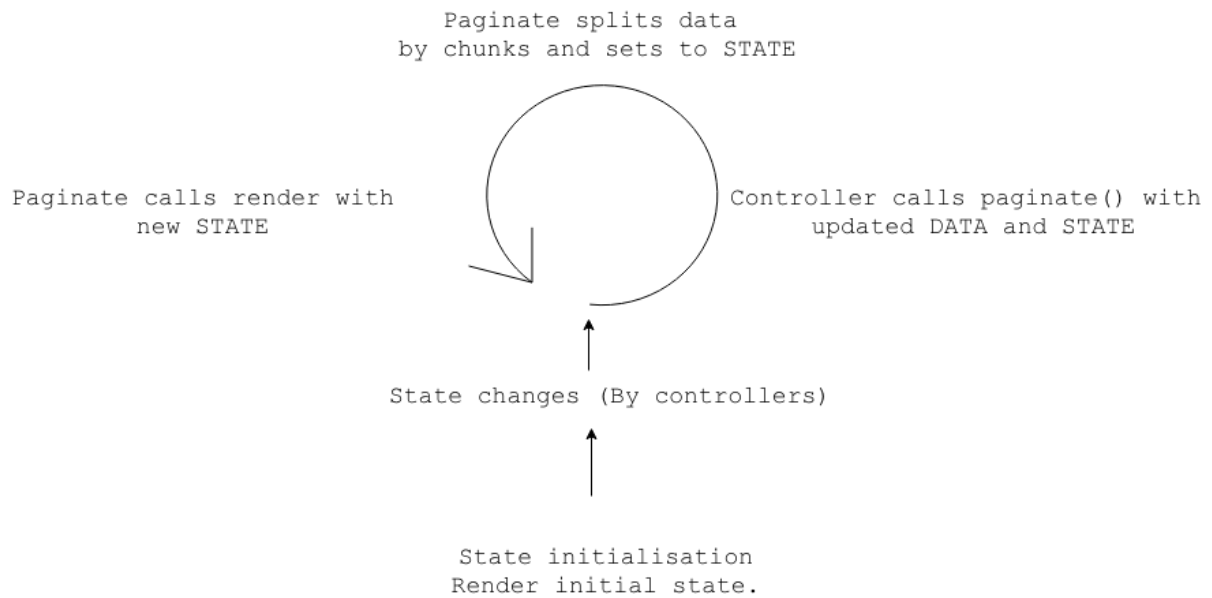 Paginate splits data
by chunks and sets to STATE
Paginate calls render with
new STATE
Controller calls paginate() with
updated DATA and STATE
State changes (By controllers)
State initialisation
Render initial state.